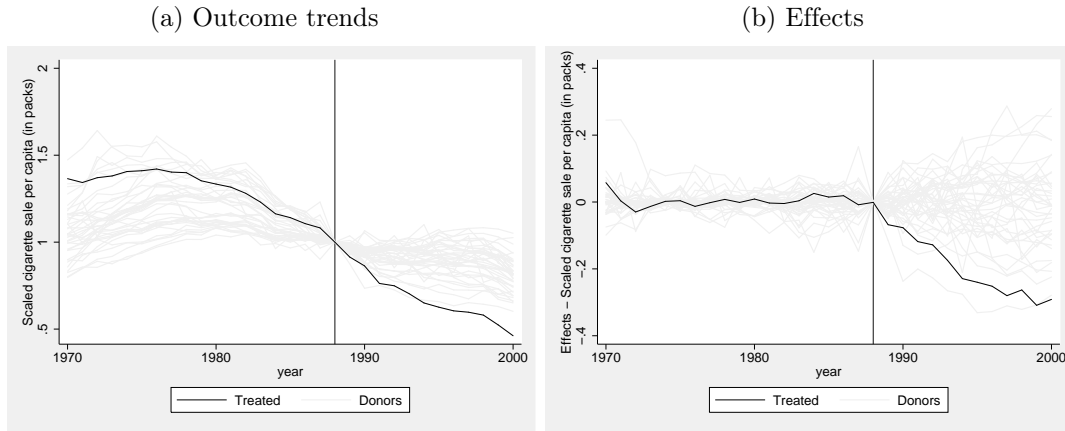 (a) Outcome trends
Scaled cigarette sale per capita (in packs)
2
1.5
1
.5
1970 1980 1990 2000
year
Treated Donors
(b) Effects
Effects − Scaled cigarette sale per capita (in packs)
.4
.2
0
−.2
−.4
1970 1980 1990 2000
year
Treated Donors